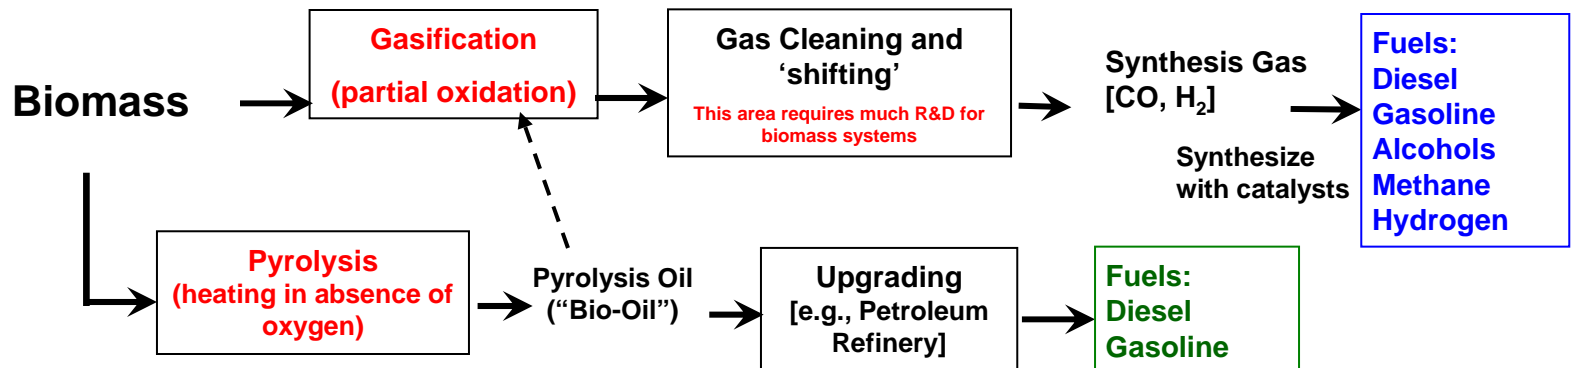 Biomass
Gasification
(partial oxidation)
Gas Cleaning and
‘shifting’
This area requires much R&D for
biomass systems
Synthesis Gas
[CO, H₂]
Synthesize
with catalysts
Fuels:
Diesel
Gasoline
Alcohols
Methane
Hydrogen
Pyrolysis
(heating in absence of
oxygen)
Pyrolysis Oil
(“Bio-Oil”)
Upgrading
[e.g., Petroleum
Refinery]
Fuels:
Diesel
Gasoline